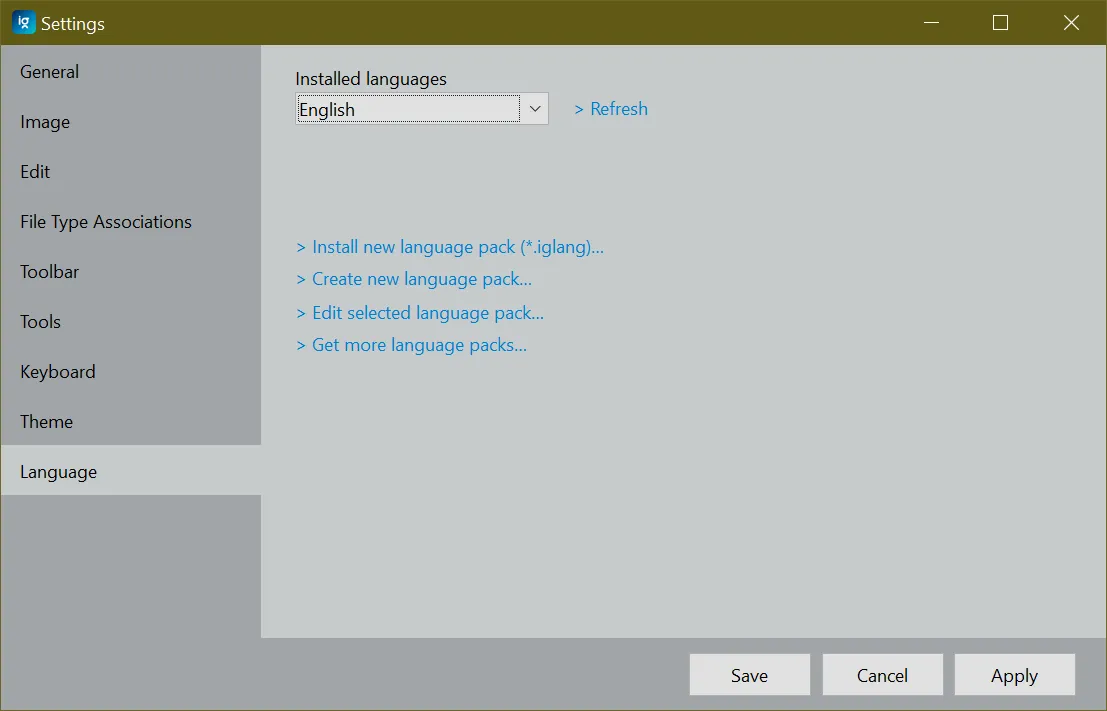 ig Settings
General
Image
Edit
File Type Associations
Toolbar
Tools
Keyboard
Theme
Language
Installed languages
English
> Refresh
> Install new language pack (*.iglang)...
> Create new language pack...
> Edit selected language pack...
> Get more language packs...
Save
Cancel
Apply